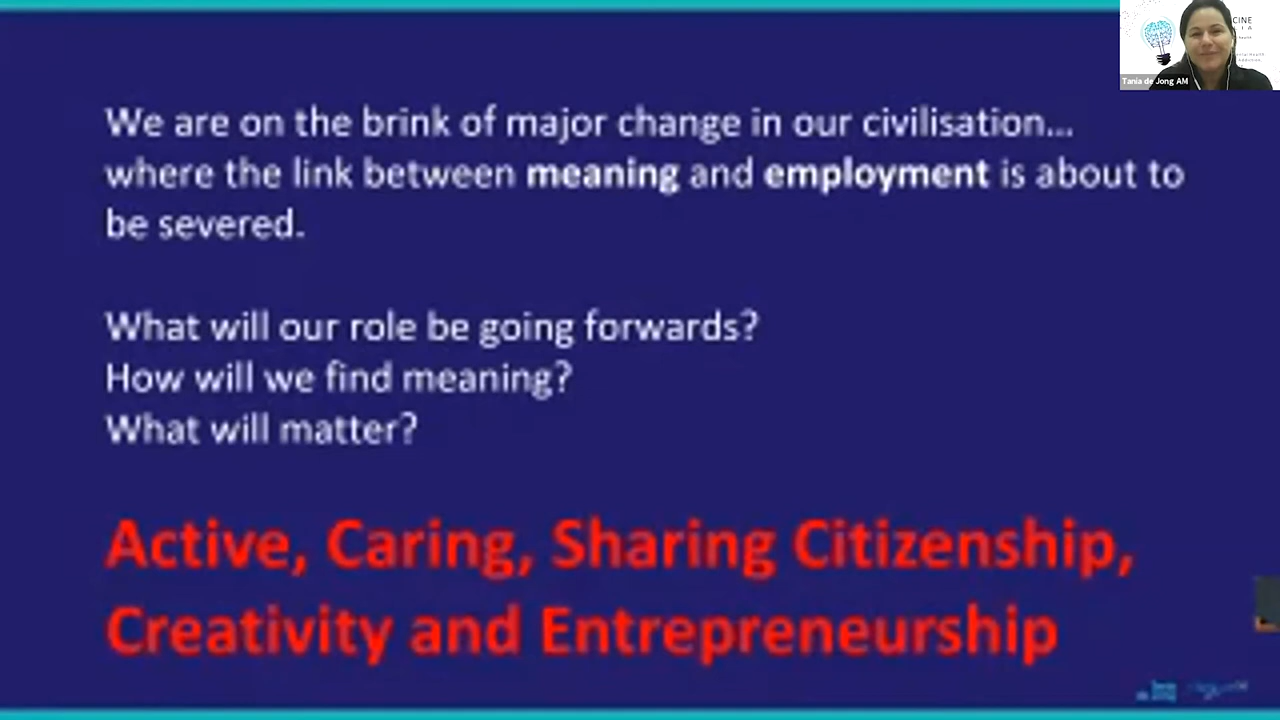 We are on the brink of major change in our civilisation...
where the link between meaning and employment is about to
be severed.
What will our role be going forwards?
How will we find meaning?
What will matter?
Active, Caring, Sharing Citizenship,
Creativity and Entrepreneurship
CINE
Tania de Jong AM